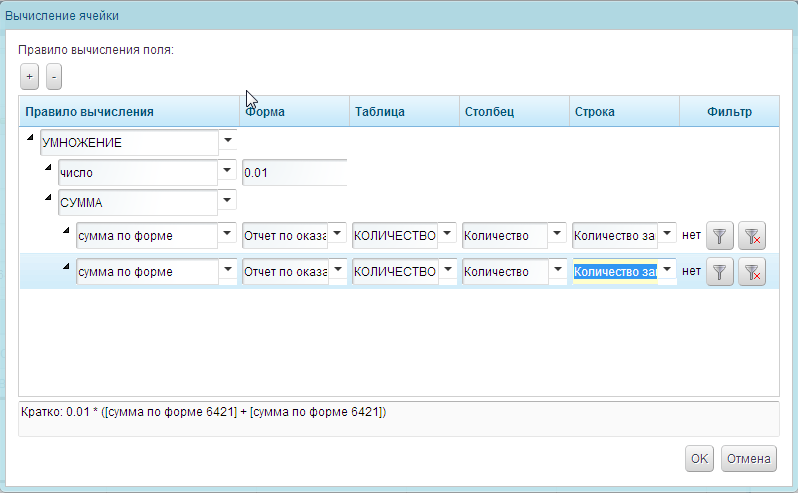 Вычисление ячейки
Правило вычисления поля:
+ -
Правило вычисления Форма Таблица Столбец Строка Фильтр
УМНОЖЕНИЕ
число 0.01
СУММА
сумма по форме Отчет по оказа КОЛИЧЕСТВО Количество Количество за нет
сумма по форме Отчет по оказа КОЛИЧЕСТВО Количество Количество за нет
Кратко: 0.01 * ([сумма по форме 6421] + [сумма по форме 6421])
OK Отмена